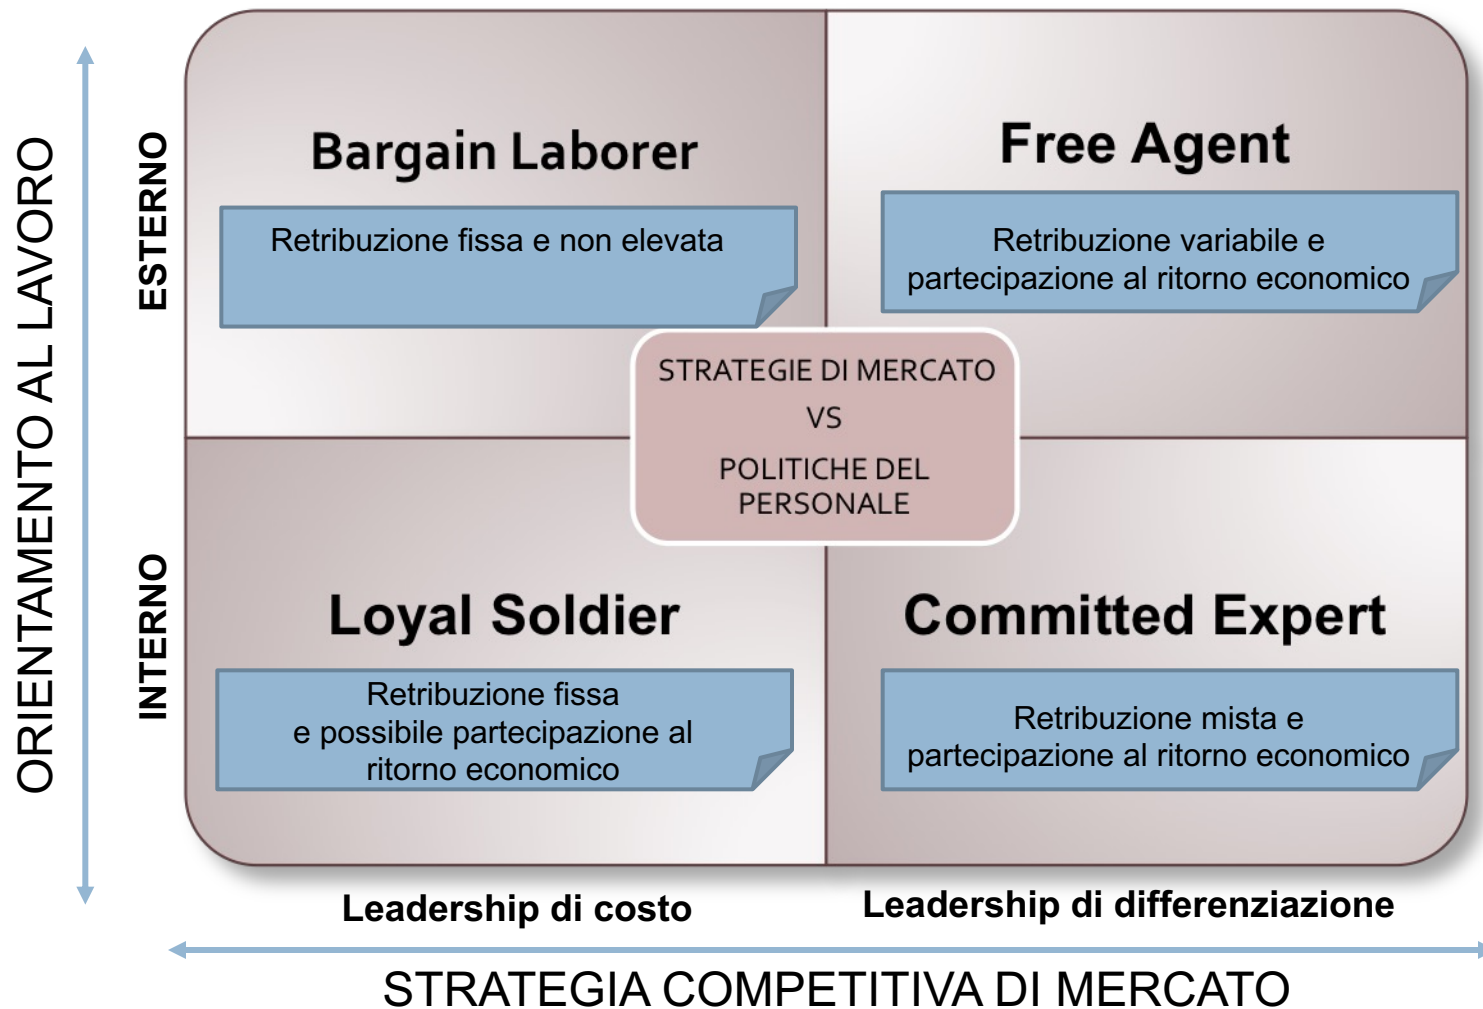 ORIENTAMENTO AL LAVORO
ESTERNO
INTERNO
Bargain Laborer
Retribuzione fissa e non elevata
Free Agent
Retribuzione variabile e
partecipazione al ritorno economico
STRATEGIE DI MERCATO
VS
POLITICHE DEL
PERSONALE
Loyal Soldier
Retribuzione fissa
e possibile partecipazione al
ritorno economico
Committed Expert
Retribuzione mista e
partecipazione al ritorno economico
Leadership di costo
Leadership di differenziazione
STRATEGIA COMPETITIVA DI MERCATO